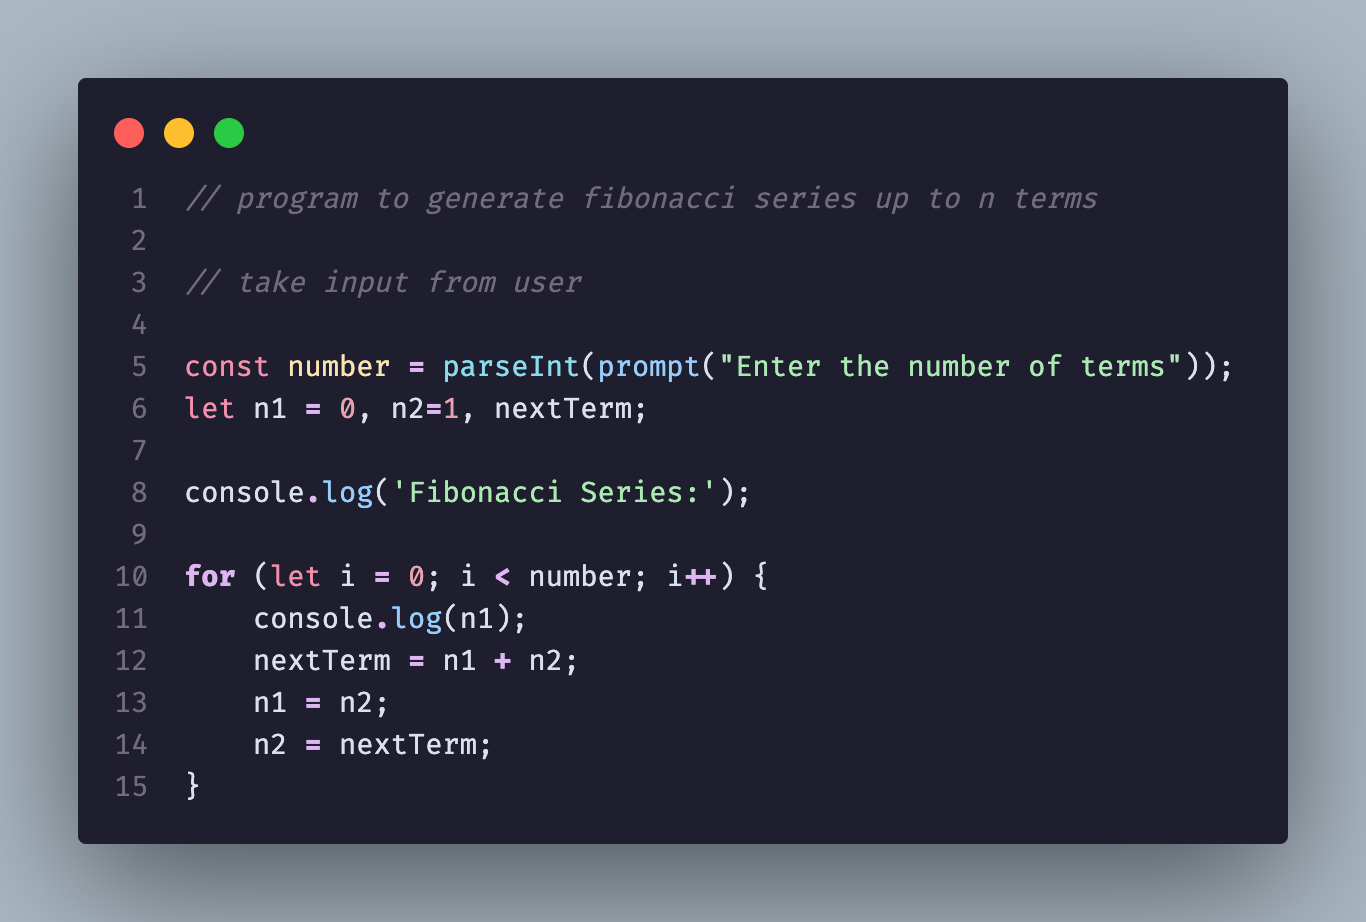 1 // program to generate fibonacci series up to n terms
2
3 // take input from user
4
5 const number = parseInt(prompt("Enter the number of terms"));
6 let n1 = 0, n2=1, nextTerm;
7
8 console.log('Fibonacci Series:');
9
10 for (let i = 0; i < number; i++) {
11     console.log(n1);
12     nextTerm = n1 + n2;
13     n1 = n2;
14     n2 = nextTerm;
15 }